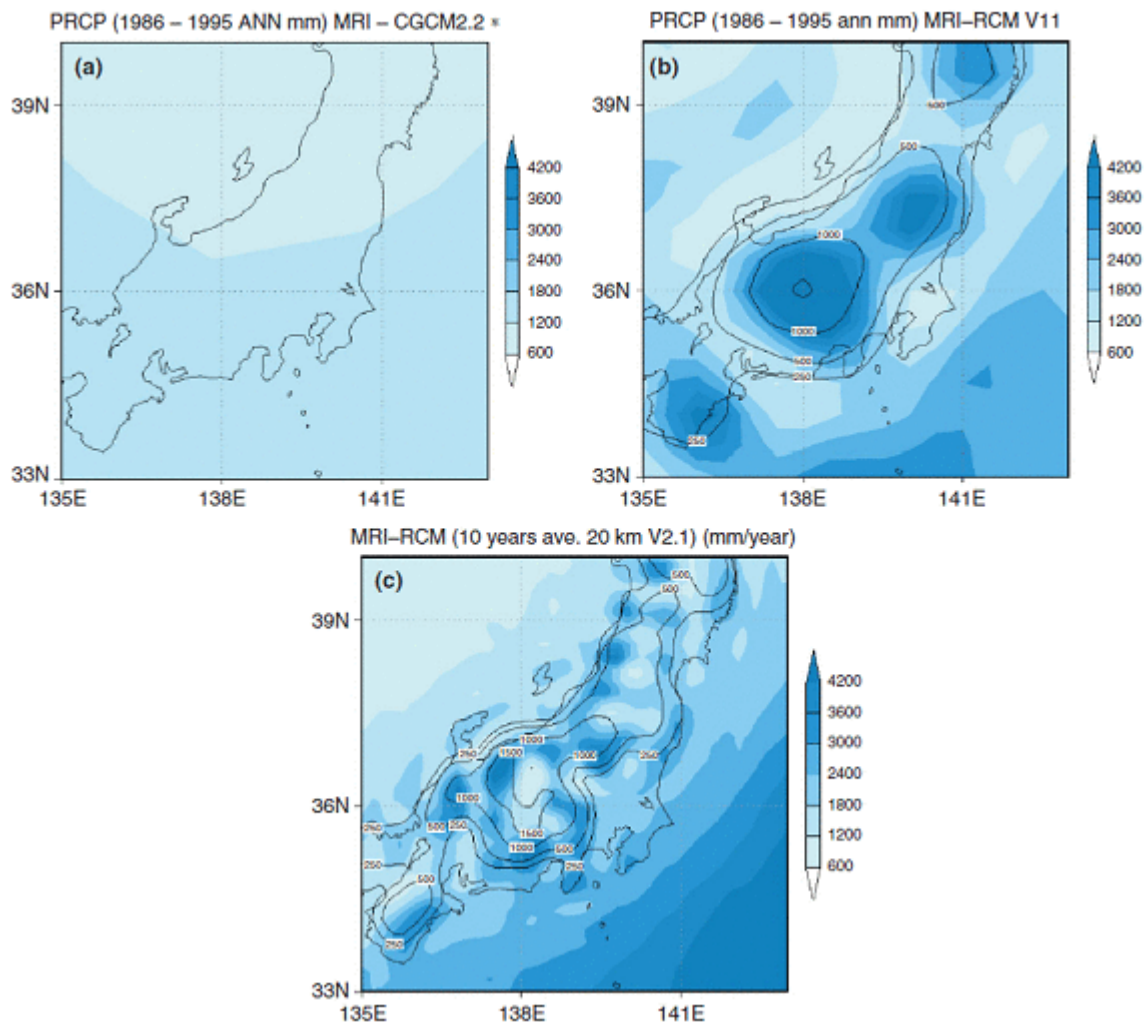 PRCP (1986 – 1995 ANN mm) MRI – CGCM2.2 *
(a)
39N
36N
33N
135E
138E
141E
4200
3600
3000
2400
1800
1200
600
PRCP (1986 – 1995 ann mm) MRI–RCM V11
(b)
39N
36N
33N
135E
138E
141E
500
500
1000
1000
500
250
250
4200
3600
3000
2400
1800
1200
600
MRI–RCM (10 years ave. 20 km V2.1) (mm/year)
(c)
39N
36N
33N
135E
138E
141E
500
500
500
1000
250
1500
1000
250
1000
250
500
250
1500
1000
500
250
250
500
250
4200
3600
3000
2400
1800
1200
600